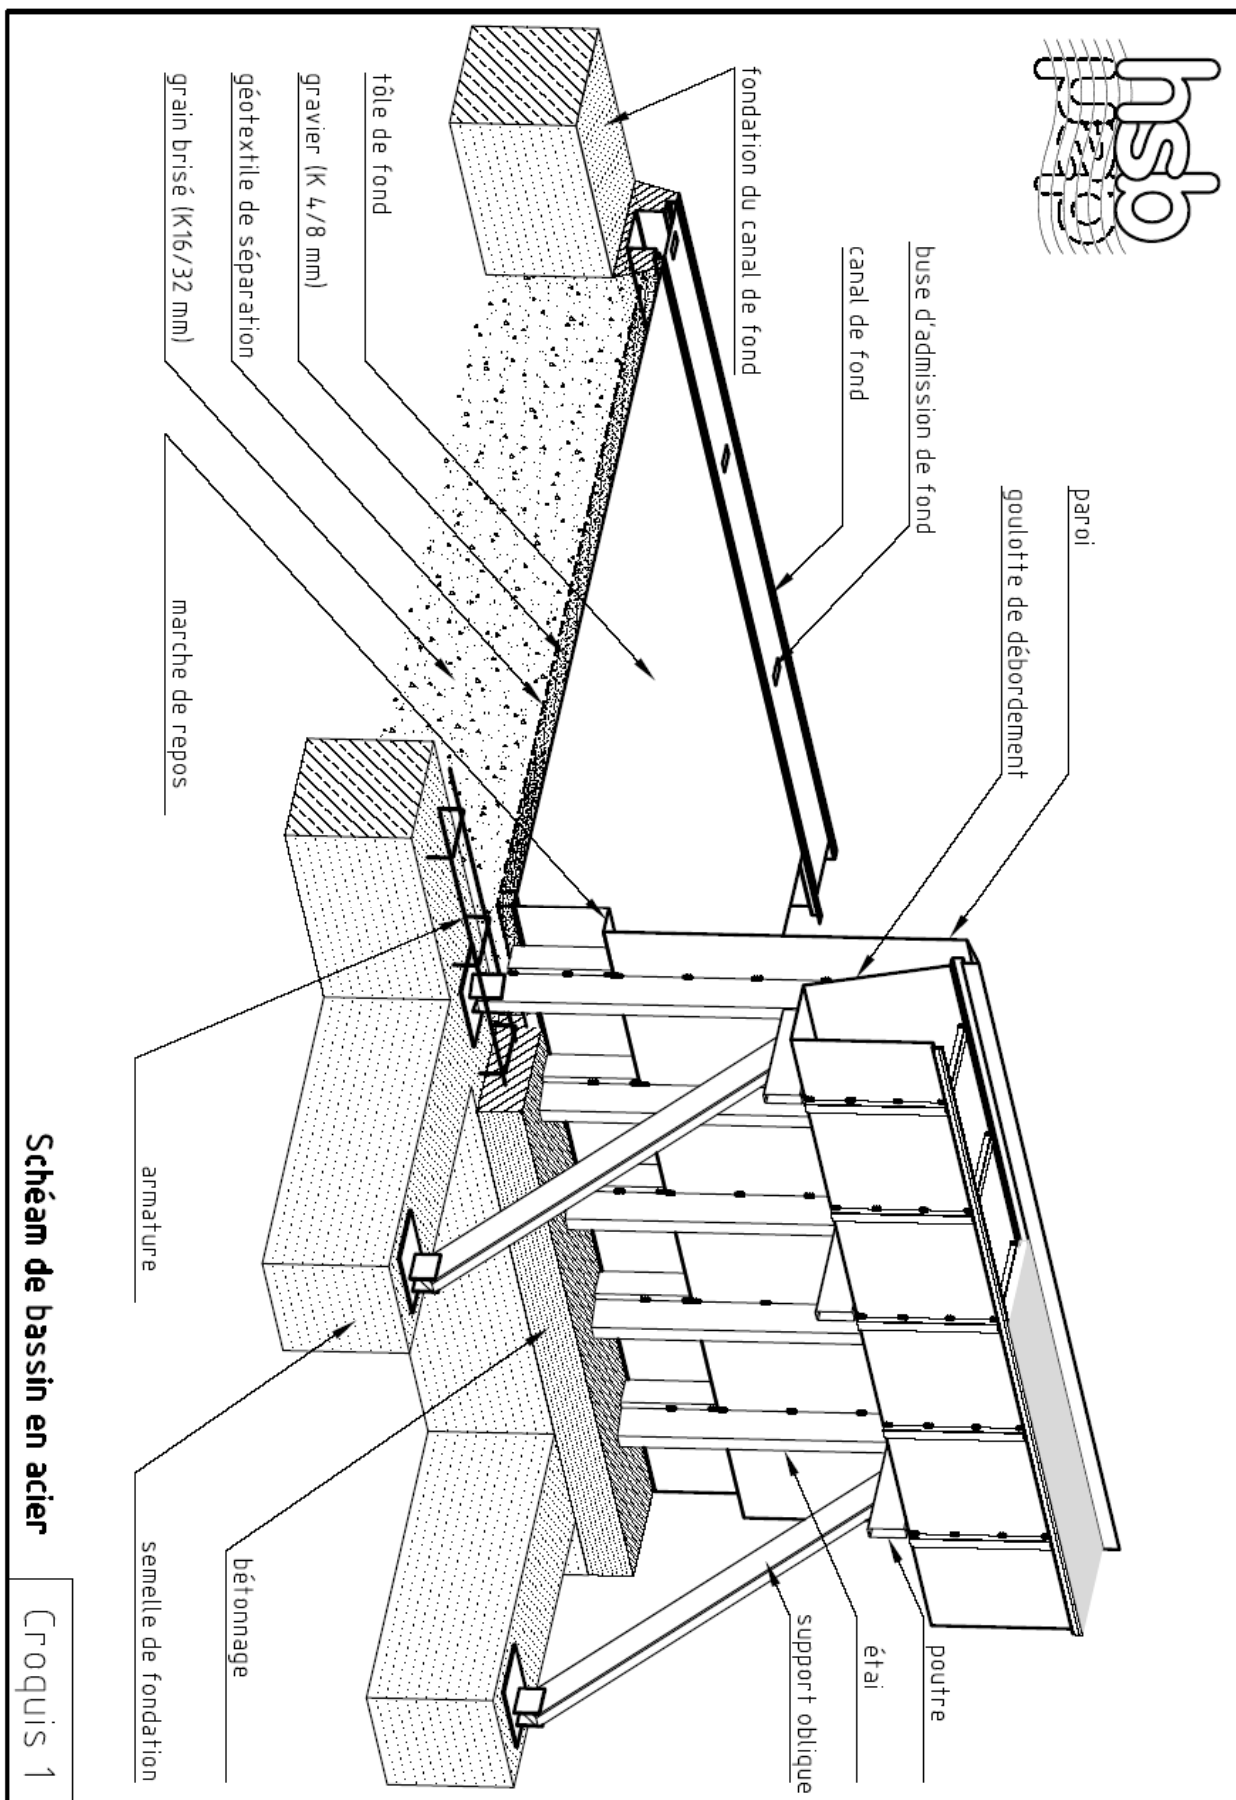 hsb
paroi
goulotte de débordement
buse d'admission de fond
canal de fond
fondation du canal de fond
tôle de fond
gravier (K 4/8 mm)
géotextile de séparation
grain brisé (K16/32 mm)
marche de repos
poutre
étai
support oblique
bétonnage
semelle de fondation
armature
Schéam de bassin en acier
Croquis 1